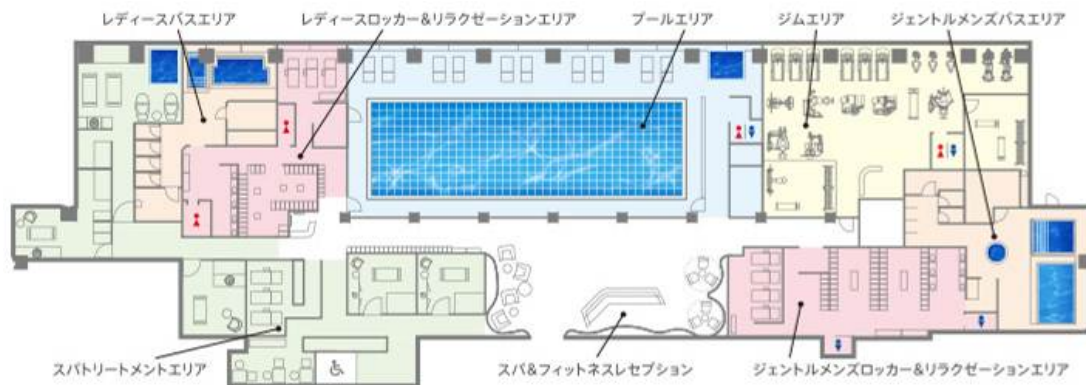 レディースバスエリア
レディースロッカー&リラクゼーションエリア
プールエリア
ジムエリア
ジェントルメンズバスエリア
スパトリートメントエリア
スパ&フィットネスレセプション
ジェントルメンズロッカー&リラクゼーションエリア